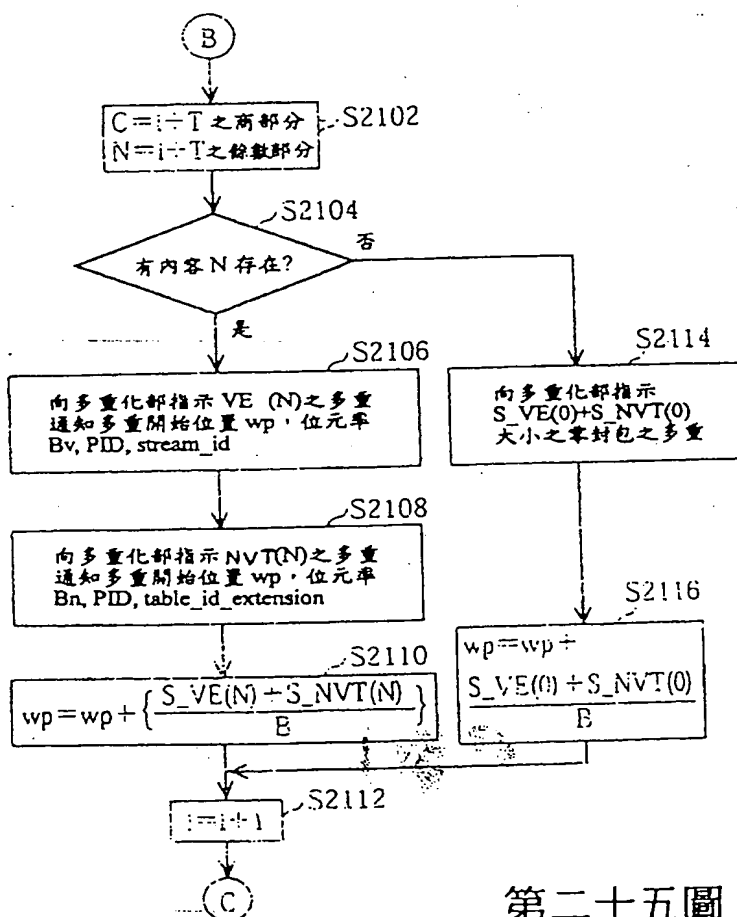 B
C=i÷T之商部分
N=i÷T之餘數部分
S2102
S2104
有內容N存在?
否
是
S2106
向多重化部指示 VE (N)之多重
通知多重開始位置wp,位元率
Bv, PID, stream_id
S2114
向多重化部指示
S_VE(0)+S_NVT(0)
大小之零封包之多重
S2108
向多重化部指示NVT(N)之多重
通知多重開始位置wp,位元率
Bn, PID, table_id_extension
S2116
wp=wp+
S_VE(0)+S_NVT(0)
B
S2110
wp=wp+{S_VE(N)+S_NVT(N)
B}
S2112
i=i+1
C
第二十五圖